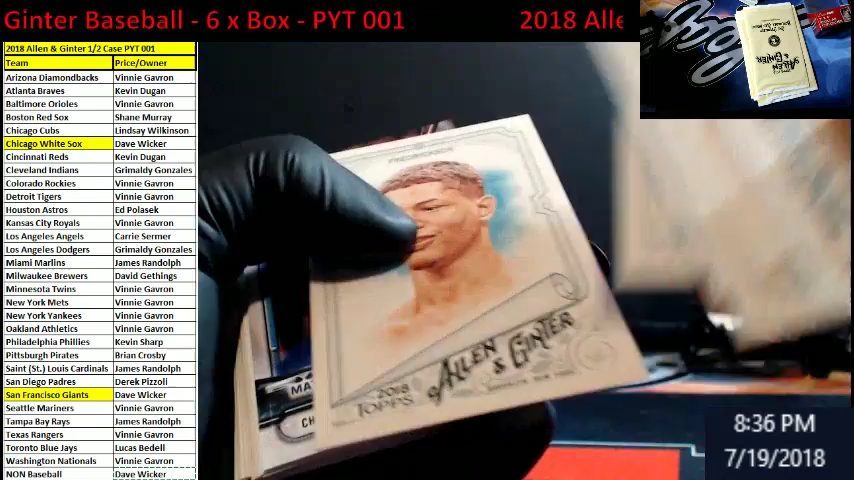 Ginter Baseball - 6 x Box - PYT 001
2018 Alle
2018 Allen & Ginter 1/2 Case PYT 001
Team Price/Owner
Arizona Diamondbacks Vinnie Gavron
Atlanta Braves Kevin Dugan
Baltimore Orioles Vinnie Gavron
Boston Red Sox Shane Murray
Chicago Cubs Lindsay Wilkinson
Chicago White Sox Dave Wicker
Cincinnati Reds Kevin Dugan
Cleveland Indians Grimaldy Gonzales
Colorado Rockies Vinnie Gavron
Detroit Tigers Vinnie Gavron
Houston Astros Ed Polasek
Kansas City Royals Vinnie Gavron
Los Angeles Angels Carrie Sermer
Los Angeles Dodgers Grimaldy Gonzales
Miami Marlins James Randolph
Milwaukee Brewers David Gethings
Minnesota Twins Vinnie Gavron
New York Mets Vinnie Gavron
New York Yankees Vinnie Gavron
Oakland Athletics Vinnie Gavron
Philadelphia Phillies Kevin Sharp
Pittsburgh Pirates Brian Crosby
Saint (St.) Louis Cardinals James Randolph
San Diego Padres Derek Pizzoli
San Francisco Giants Dave Wicker
Seattle Mariners Vinnie Gavron
Tampa Bay Rays James Randolph
Texas Rangers Vinnie Gavron
Toronto Blue Jays Lucas Bedell
Washington Nationals Vinnie Gavron
NON Baseball Dave Wicker
2018
TOPPS
ALLEN & GINTER
MA
CH
ALLEN
& GINTER
8:36 PM
7/19/2018